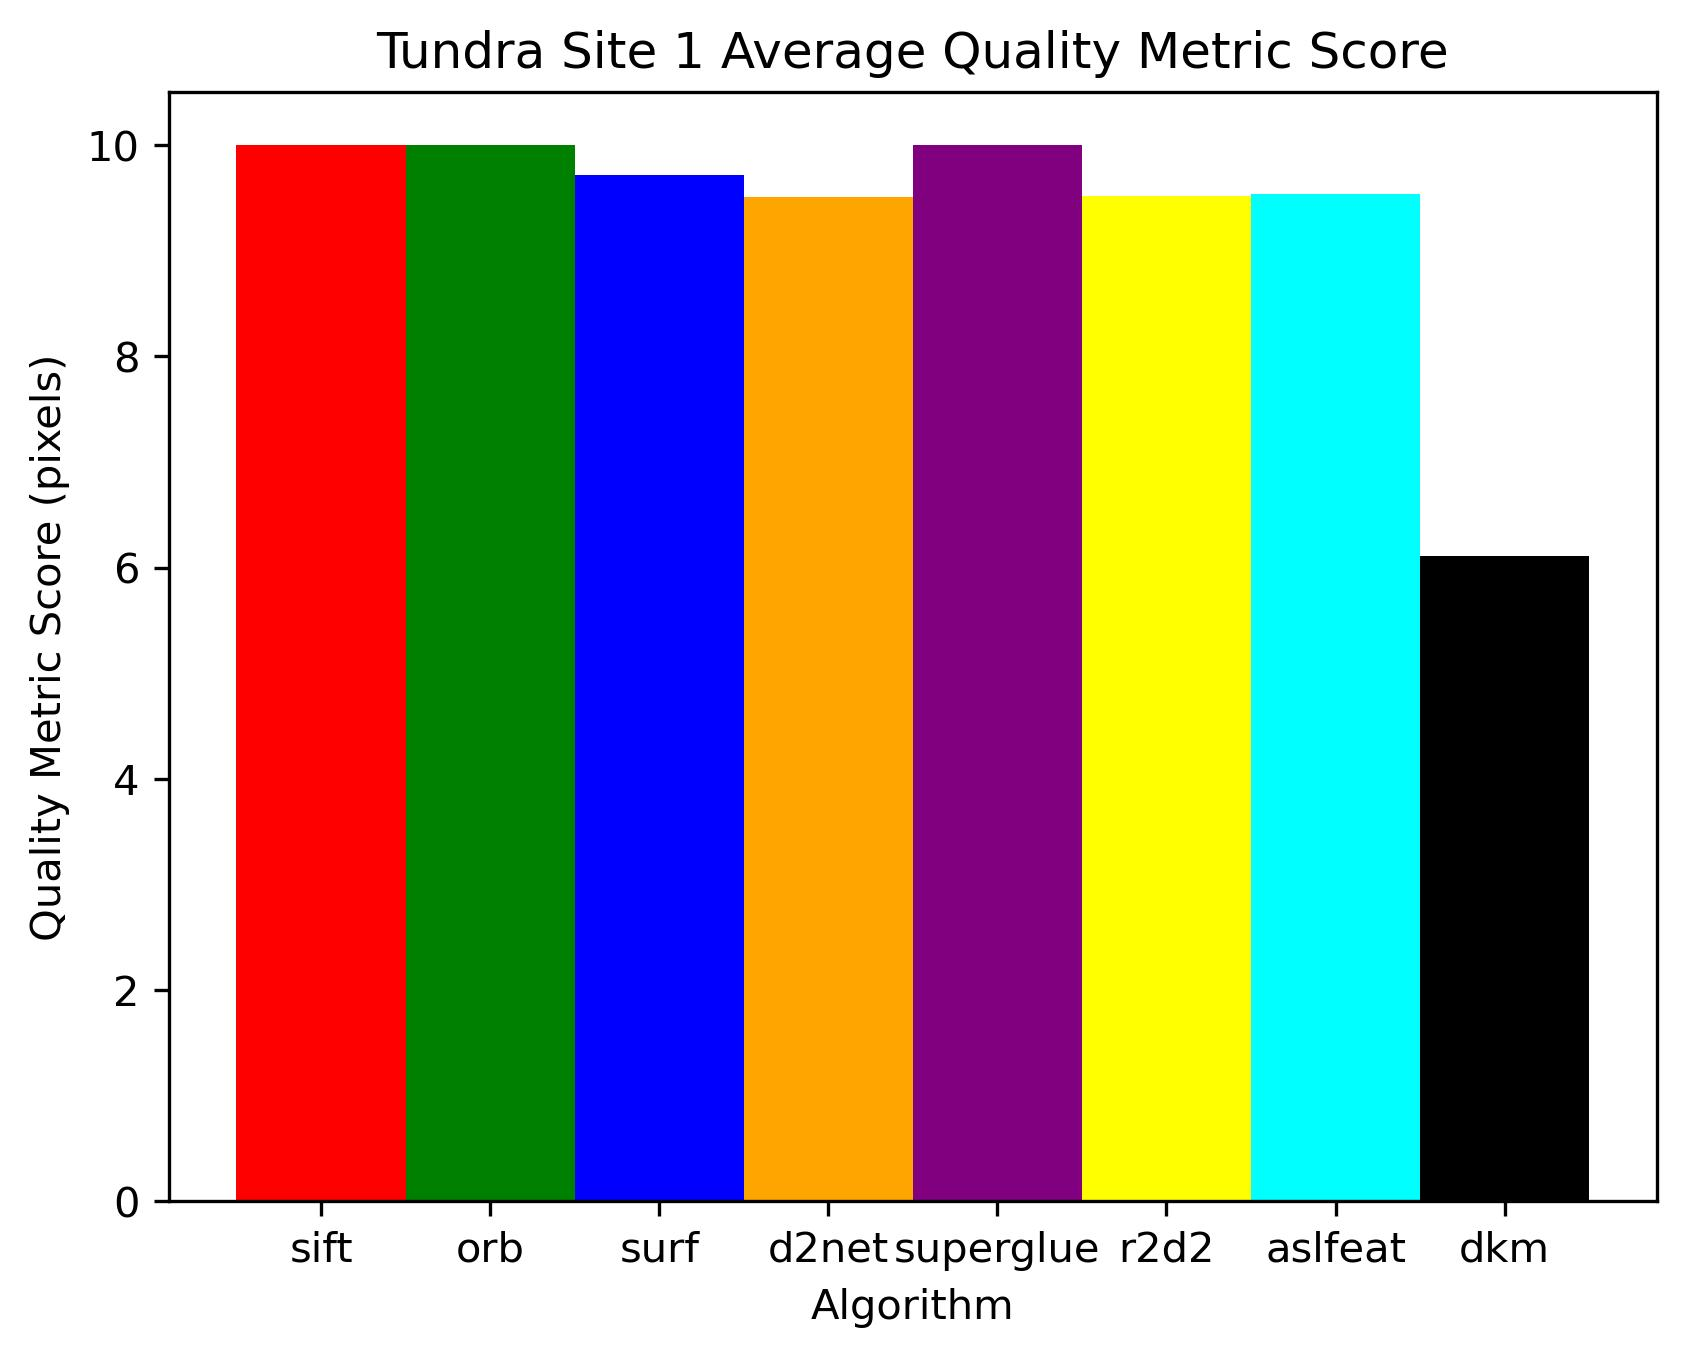 Tundra Site 1 Average Quality Metric Score
Quality Metric Score (pixels)
10
8
6
4
2
0
sift orb surf d2net superglue r2d2 aslfeat dkm
Algorithm